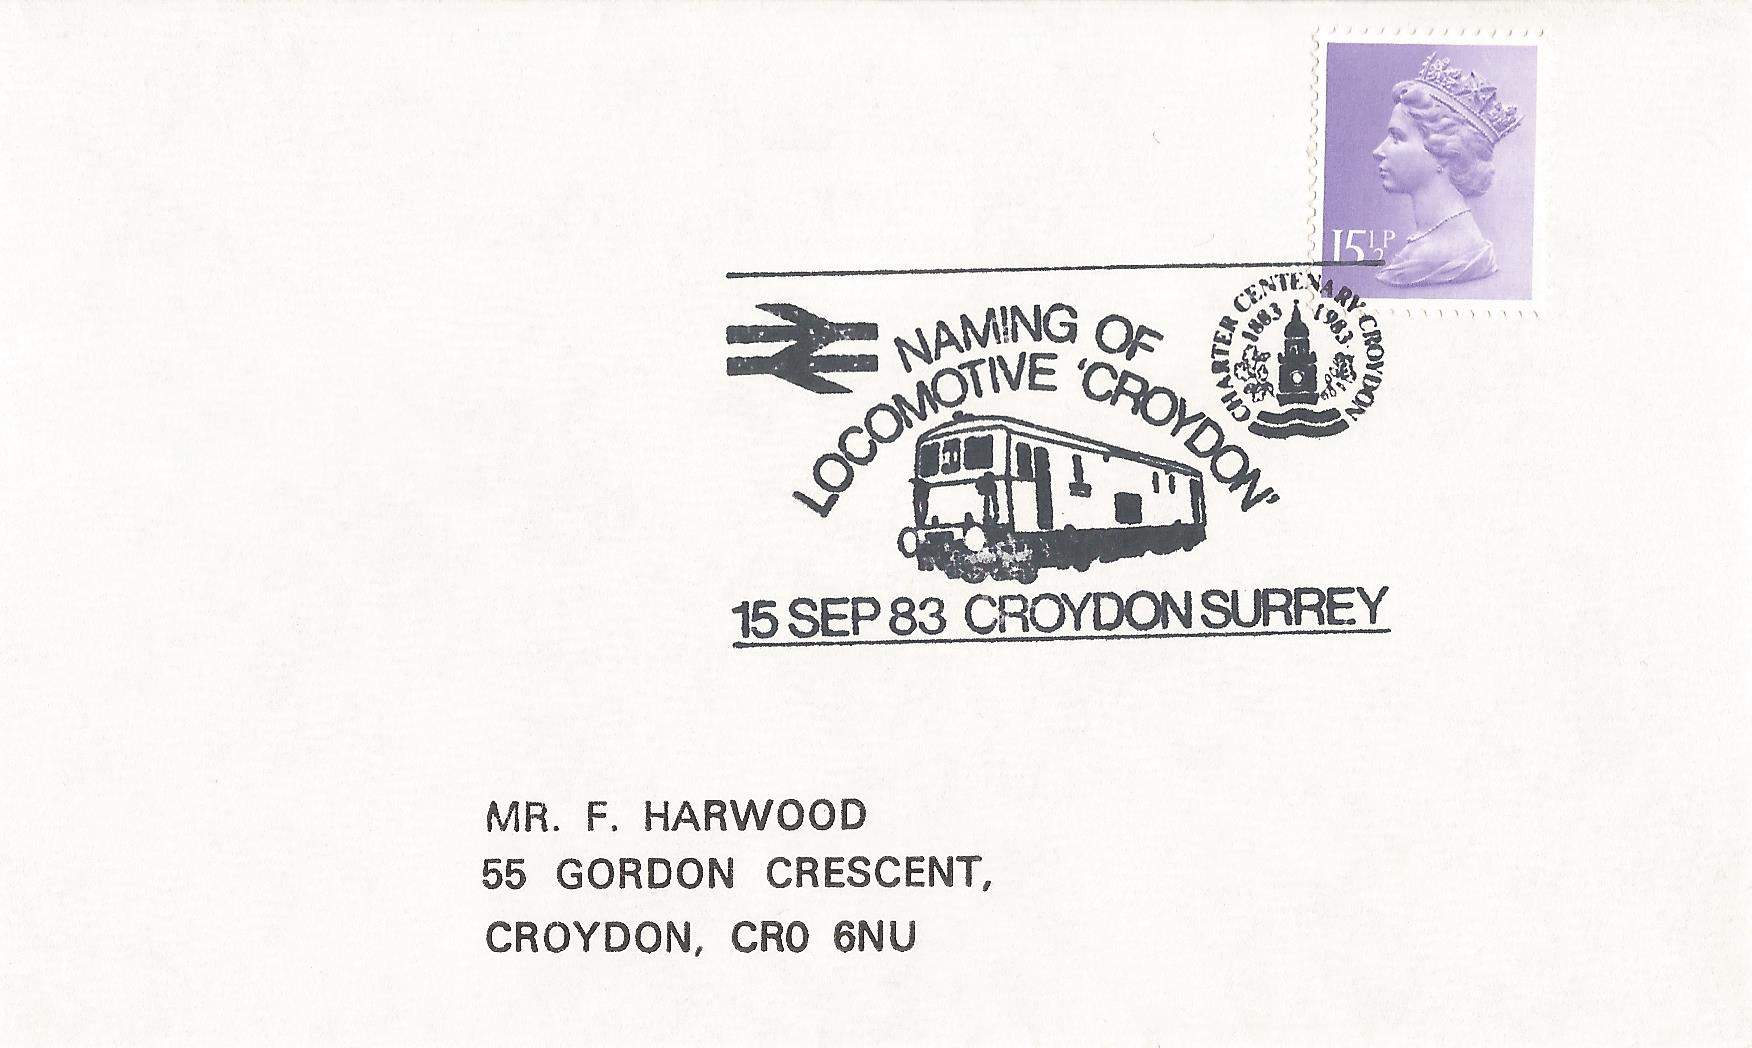 15½P
CHARTER CENTENARY·CROYDON
1883 1983
NAMING OF
LOCOMOTIVE 'CROYDON'
15 SEP 83 CROYDON SURREY
MR. F. HARWOOD
55 GORDON CRESCENT,
CROYDON, CR0 6NU